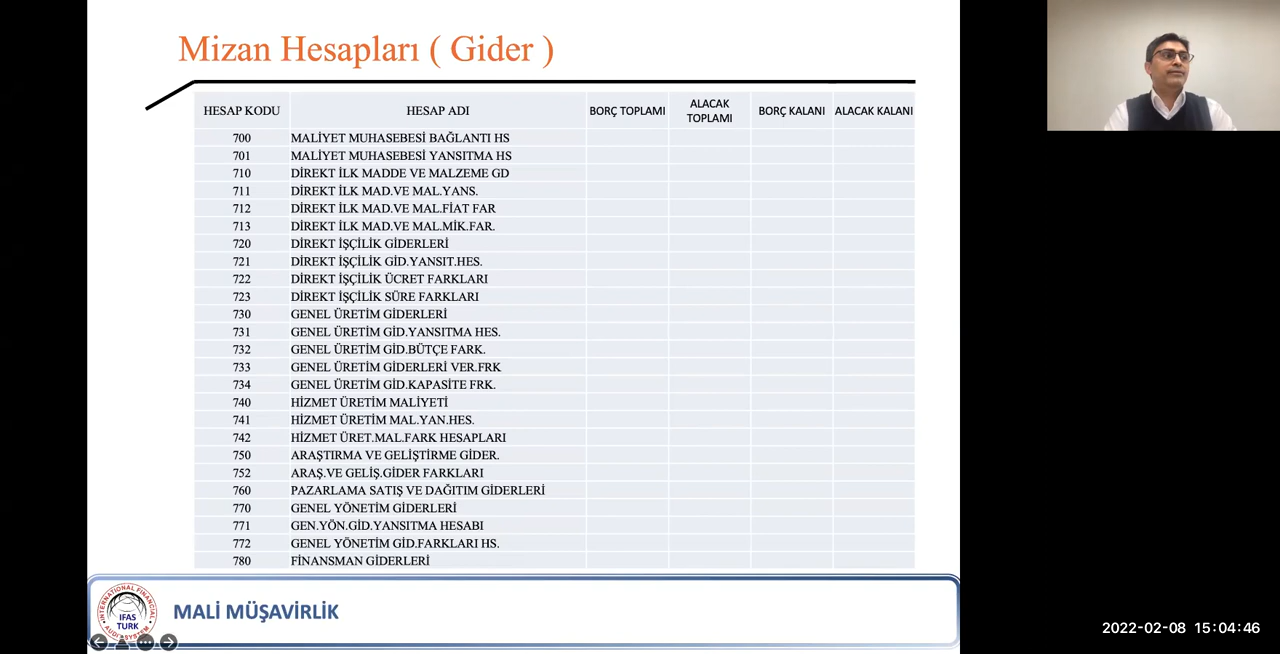 Mizan Hesapları ( Gider )
HESAP KODU HESAP ADI BORÇ TOPLAMI ALACAK TOPLAMI BORÇ KALANI ALACAK KALANI
700 MALİYET MUHASEBESİ BAĞLANTI HS
701 MALİYET MUHASEBESİ YANSITMA HS
710 DİREKT İLK MADDE VE MALZEME GD
711 DİREKT İLK MAD.VE MAL.YANS.
712 DİREKT İLK MAD.VE MAL.FİAT FAR
713 DİREKT İLK MAD.VE MAL.MİK.FAR.
720 DİREKT İŞÇİLİK GİDERLERİ
721 DİREKT İŞÇİLİK GİD.YANSIT.HES.
722 DİREKT İŞÇİLİK ÜCRET FARKLARI
723 DİREKT İŞÇİLİK SÜRE FARKLARI
730 GENEL ÜRETİM GİDERLERİ
731 GENEL ÜRETİM GİD.YANSITMA HES.
732 GENEL ÜRETİM GİD.BÜTÇE FARK.
733 GENEL ÜRETİM GİDERLERİ VER.FRK
734 GENEL ÜRETİM GİD.KAPASİTE FRK.
740 HİZMET ÜRETİM MALİYETİ
741 HİZMET ÜRETİM MAL.YAN.HES.
742 HİZMET ÜRET.MAL.FARK HESAPLARI
750 ARAŞTIRMA VE GELİŞTİRME GİDER.
752 ARAŞ.VE GELİŞ.GİDER FARKLARI
760 PAZARLAMA SATIŞ VE DAĞITIM GİDERLERİ
770 GENEL YÖNETİM GİDERLERİ
771 GEN.YÖN.GİD.YANSITMA HESABI
772 GENEL YÖNETİM GİD.FARKLARI HS.
780 FİNANSMAN GİDERLERİ
INTERNATIONAL FINANCIAL
IFAS
TURK
MALİ MÜŞAVİRLİK
2022-02-08 15:04:46